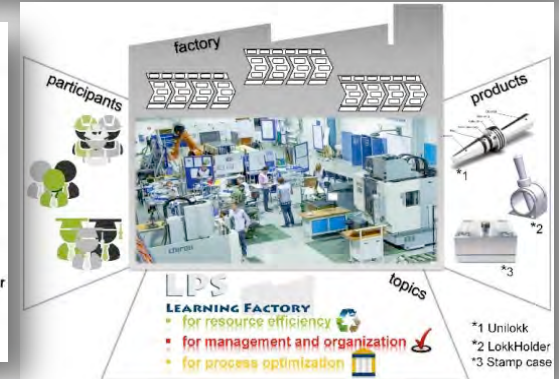 factory
participants
products
*1
*2
*3
topics
LPS
LEARNING FACTORY
for resource efficiency
for management and organization
for process optimization
*1 Unilokk
*2 LokkHolder
*3 Stamp case